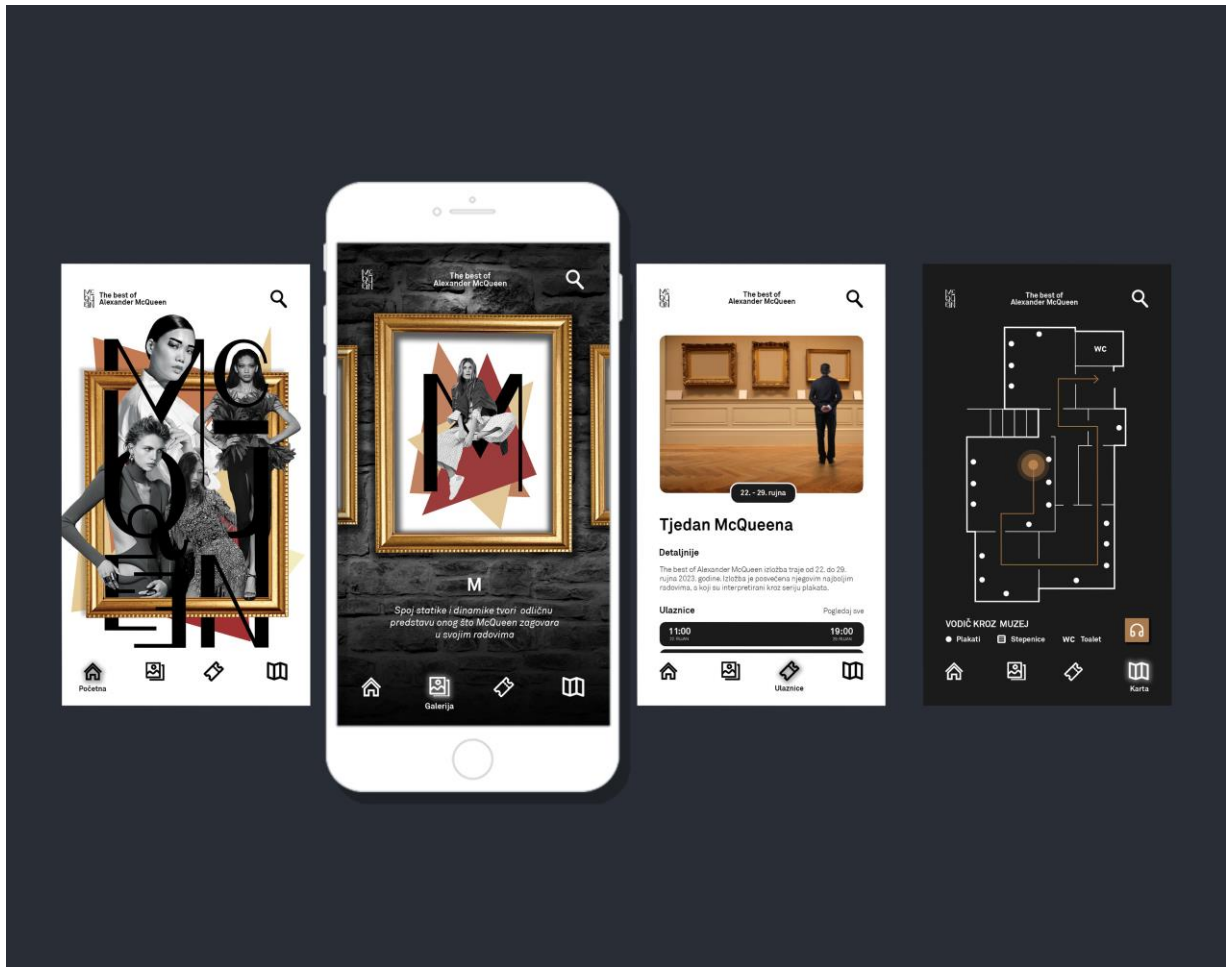 The best of
Alexander McQueen
MCQUEEN
Početna
The best of
Alexander McQueen
M
M
Spoj statike i dinamike tvori odličnu
predstavu onog što McQueen zagovara
u svojim radovima
Galerija
The best of
Alexander McQueen
22. - 29. rujna
Tjedan McQueena
Detaljnije
The best of Alexander McQueen izložba traje od 22. do 29.
rujna 2023. godine. Izložba je posvećena njegovim najboljim
radovima, s koji su interpretirani kroz seriju plakata.
Ulaznice
Pogledaj sve
11:00 19:00
Ulaznice
The best of
Alexander McQueen
WC
VODIČ KROZ MUZEJ
Plakati Stepenice WC Toalet
Karta